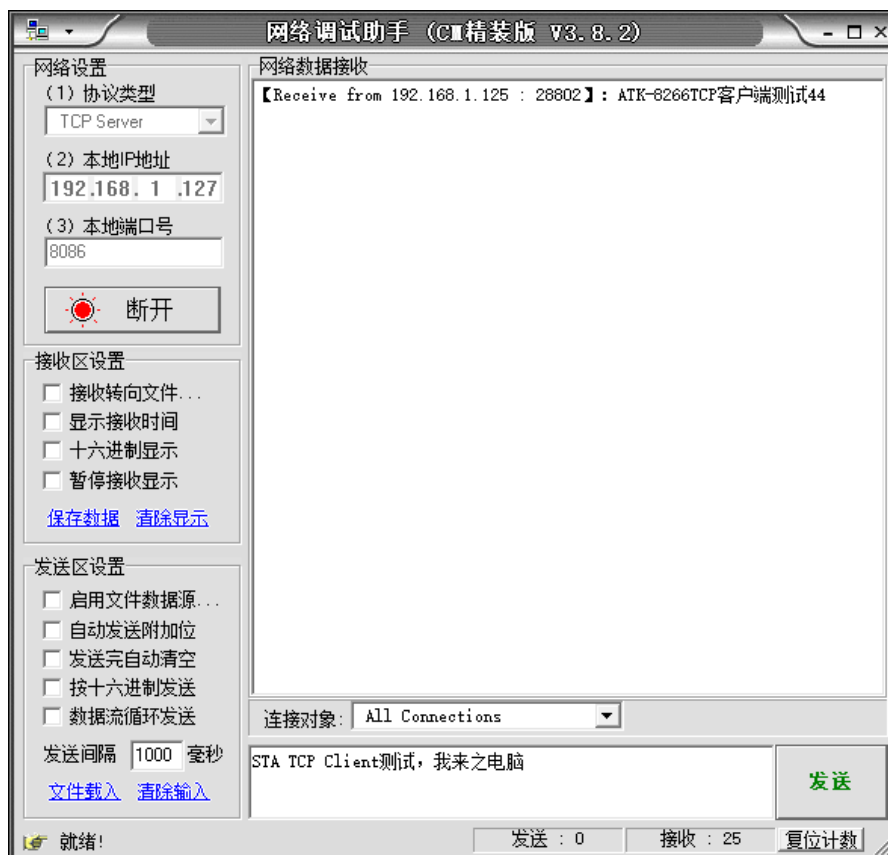 网络调试助手 (CⅢ精装版 V3.8.2)
网络设置
(1) 协议类型
TCP Server
(2) 本地IP地址
192.168. 1 .127
(3) 本地端口号
8086
断开
接收区设置
接收转向文件...
显示接收时间
十六进制显示
暂停接收显示
保存数据 清除显示
发送区设置
启用文件数据源...
自动发送附加位
发送完自动清空
按十六进制发送
数据流循环发送
发送间隔 1000 毫秒
文件载入 清除输入
网络数据接收
【Receive from 192.168.1.125 : 28802】: ATK-8266TCP客户端测试44
连接对象: All Connections
STA TCP Client测试，我来之电脑
发送
就绪!
发送 : 0
接收 : 25
复位计数